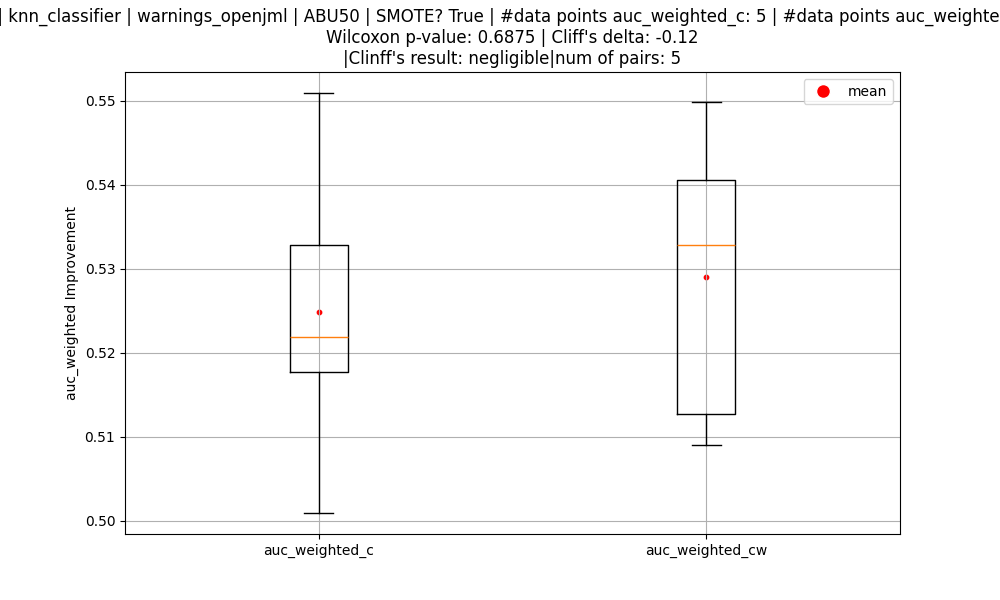 | knn_classifier | warnings_openjml | ABU50 | SMOTE? True | #data points auc_weighted_c: 5 | #data points auc_weighte
Wilcoxon p-value: 0.6875 | Cliff's delta: -0.12
|Clinff's result: negligible|num of pairs: 5
mean
0.55
0.54
0.53
0.52
0.51
0.50
auc_weighted Improvement
auc_weighted_c
auc_weighted_cw